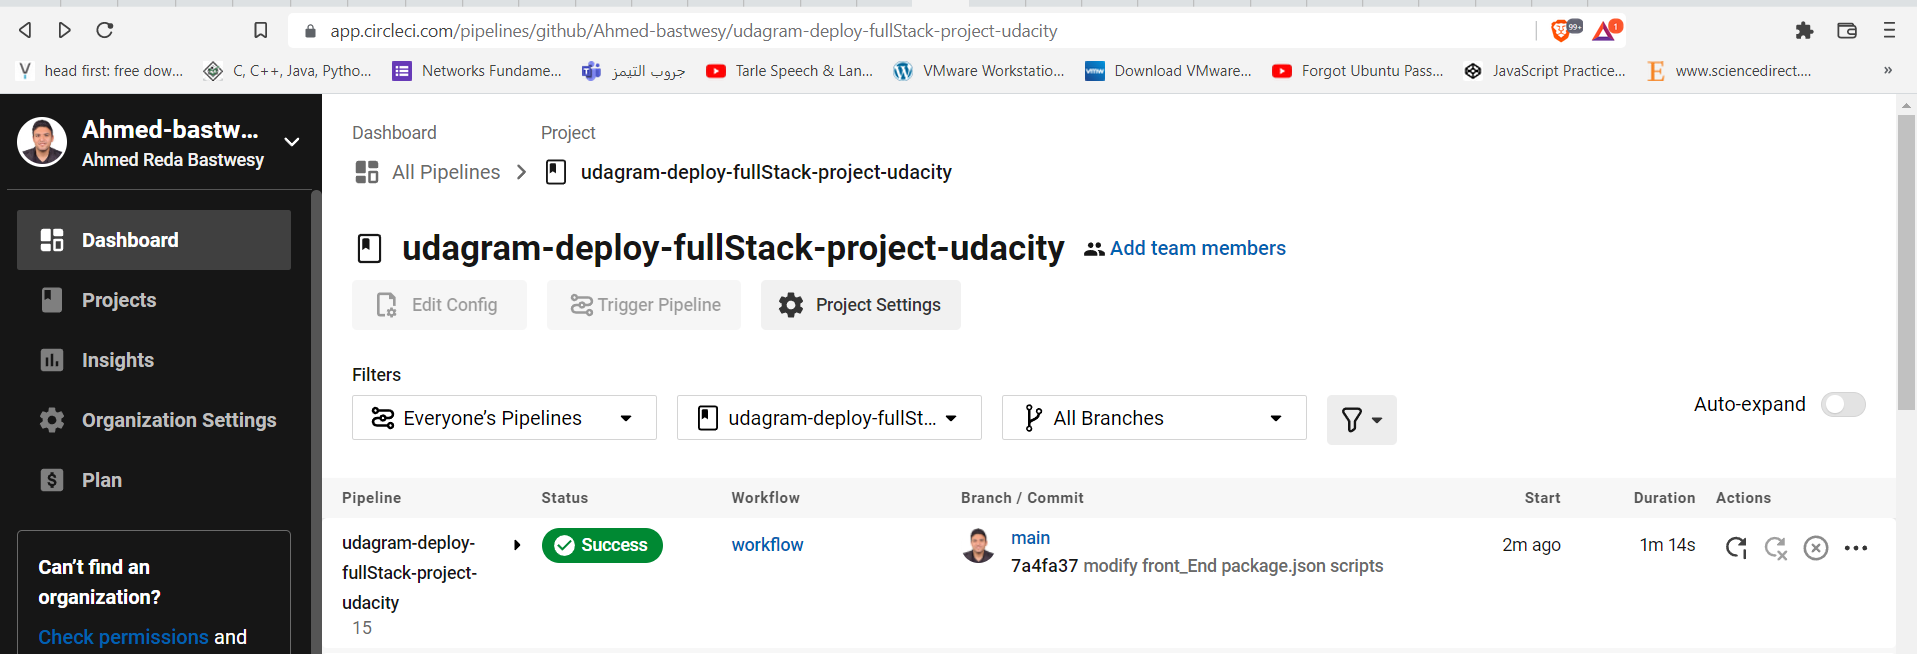 app.circleci.com/pipelines/github/Ahmed-bastwesy/udagram-deploy-fullStack-project-udacity
99+
1
head first: free dow...
C, C++, Java, Pytho...
Networks Fundame...
جروب التيمز
Tarle Speech & Lan...
VMware Workstatio...
vmw
Download VMware...
Forgot Ubuntu Pass...
JavaScript Practice...
www.sciencedirect....
»
Ahmed-bastw...
Ahmed Reda Bastwesy
Dashboard
Projects
Insights
Organization Settings
Plan
Can't find an
organization?
Check permissions and
Dashboard Project
All Pipelines > udagram-deploy-fullStack-project-udacity
udagram-deploy-fullStack-project-udacity Add team members
Edit Config Trigger Pipeline Project Settings
Filters
Everyone's Pipelines udagram-deploy-fullSt... All Branches
Auto-expand
Pipeline Status Workflow Branch / Commit Start Duration Actions
udagram-deploy-
fullStack-project-
udacity
15
Success
workflow
main
7a4fa37 modify front_End package.json scripts
2m ago
1m 14s